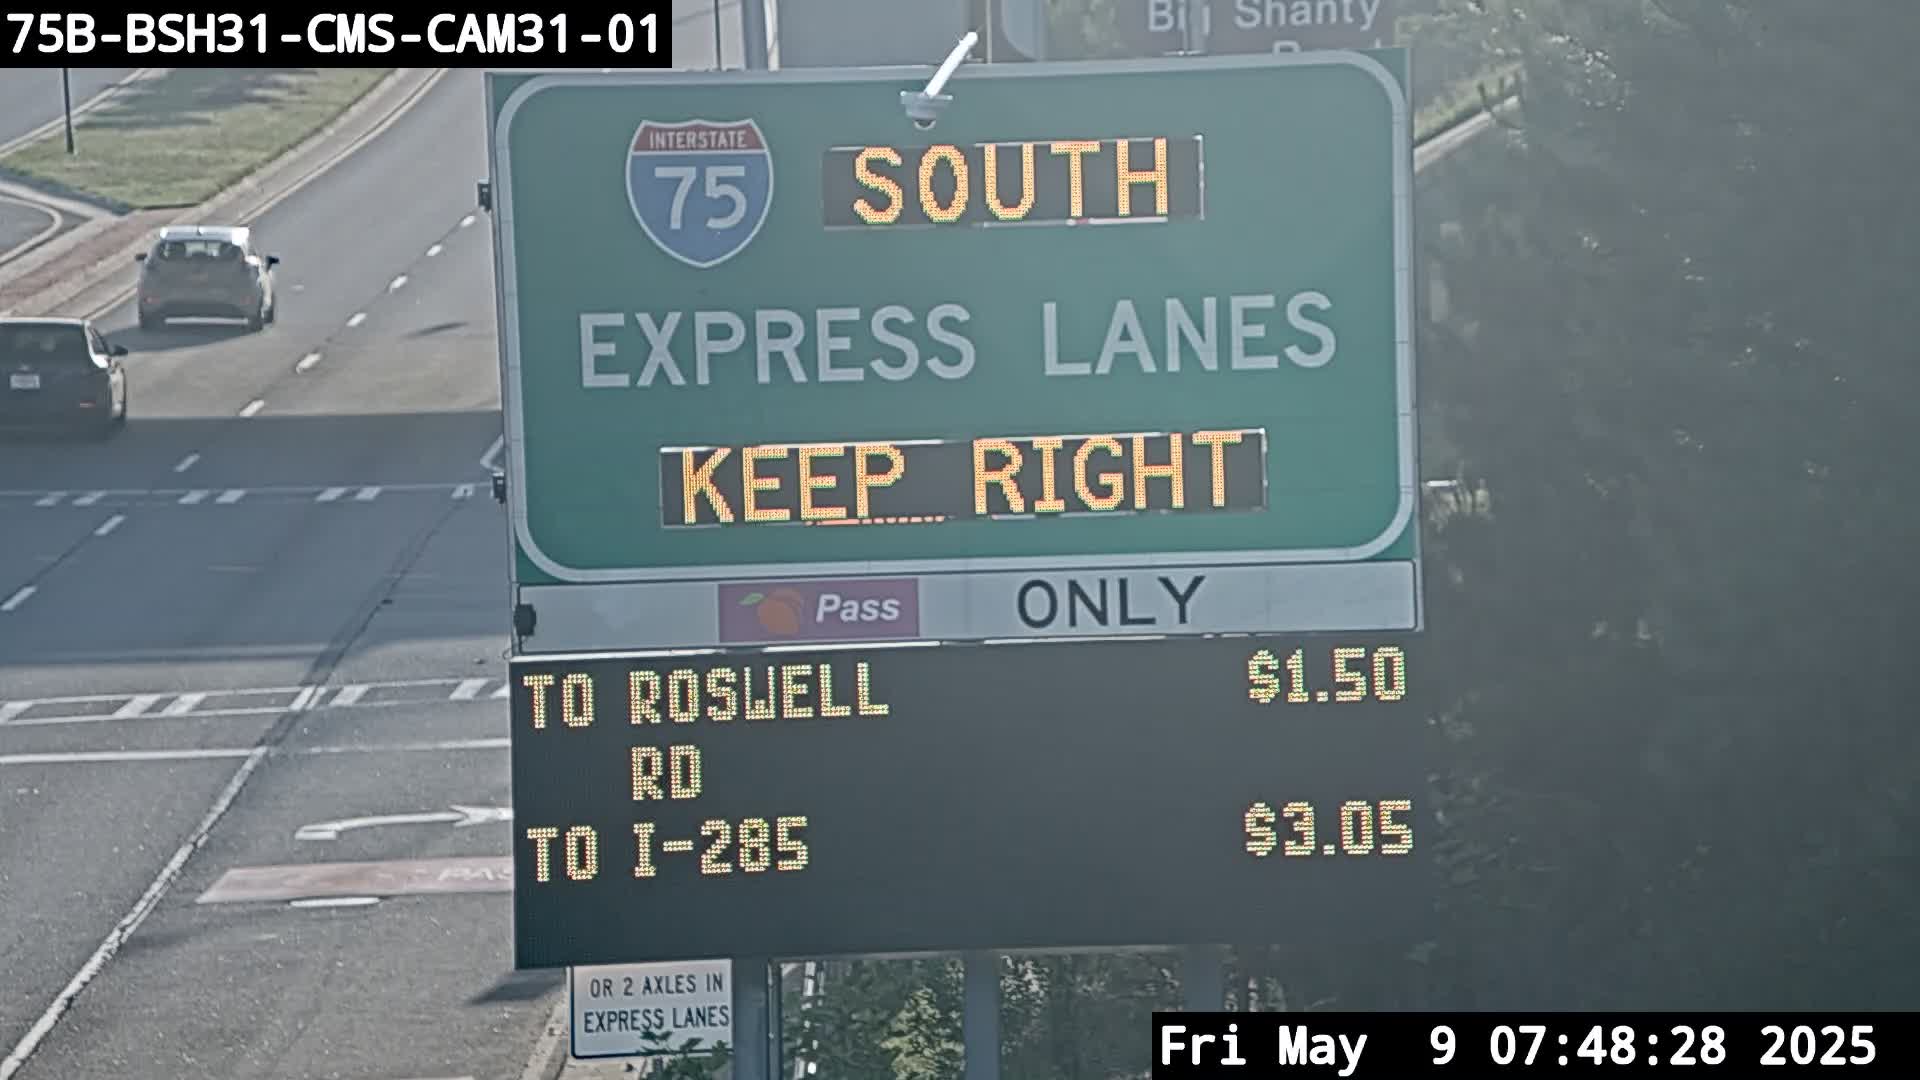 75B-BSH31-CMS-CAM31-01
Big Shanty
INTERSTATE
75
SOUTH
EXPRESS LANES
KEEP RIGHT
Pass ONLY
TO ROSWELL $1.50
RD
TO I-285 $3.05
OR 2 AXLES IN
EXPRESS LANES
Fri May 9 07:48:28 2025